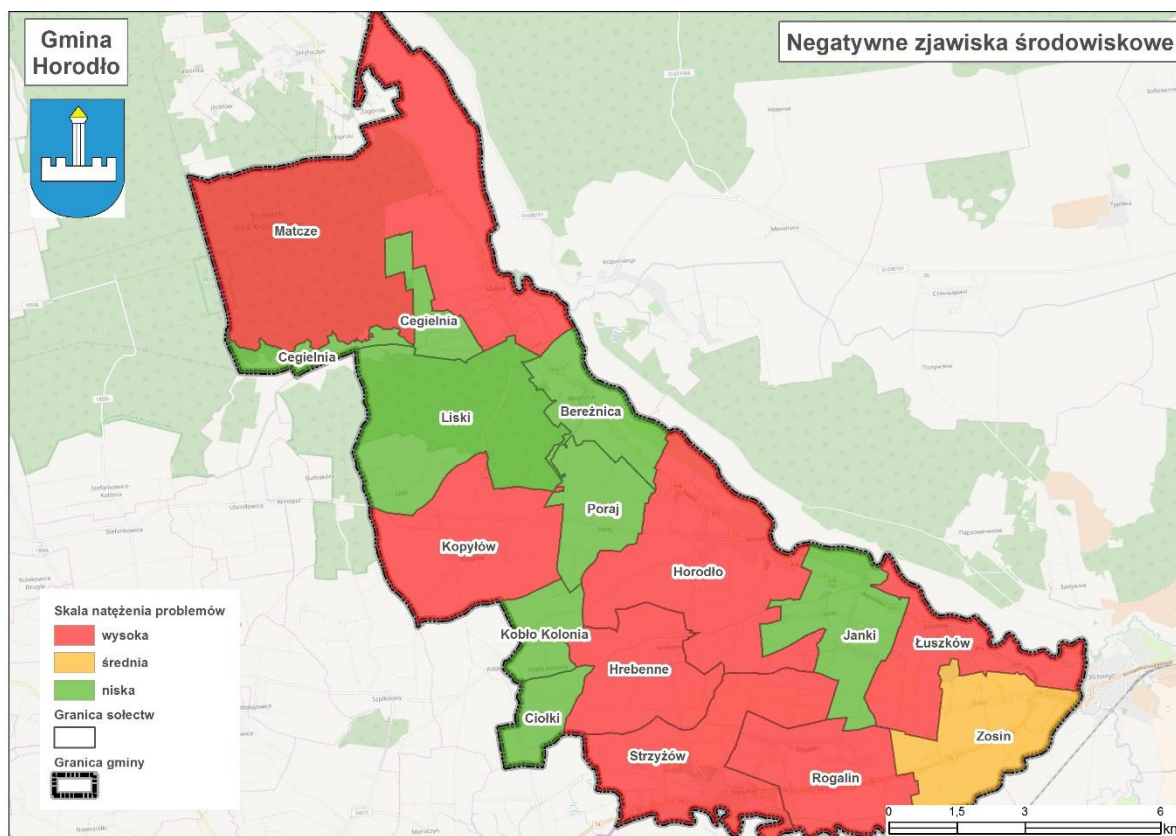 Gmina
Horodło
Negatywne zjawiska środowiskowe
Matcze
Cegielnia
Cegielnia
Liski
Bereźnica
Poraj
Kopyłów
Horodło
Kobło Kolonia
Janki
Łuszków
Hrebenne
Ciołki
Zosin
Strzyżów
Rogalin
Skala natężenia problemów
wysoka
średnia
niska
Granica sołectw
Granica gminy
0 1,5 3 6
km